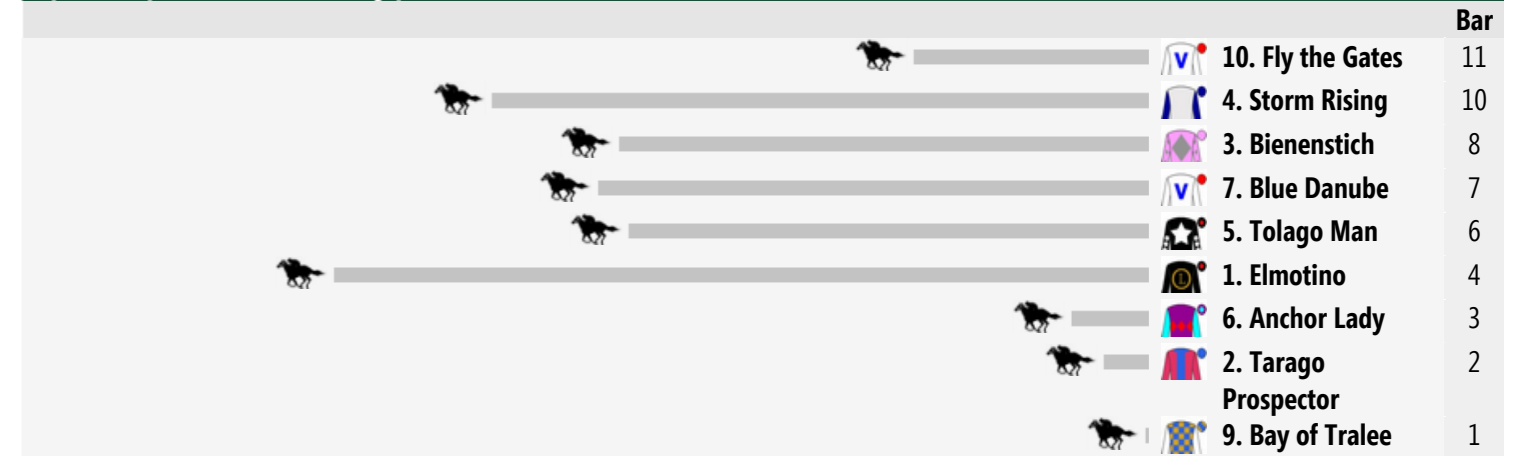 Bar
V 10. Fly the Gates 11
4. Storm Rising 10
3. Bienenstich 8
V 7. Blue Danube 7
5. Tolago Man 6
L 1. Elmotino 4
6. Anchor Lady 3
2. Tarago 2
Prospector
9. Bay of Tralee 1